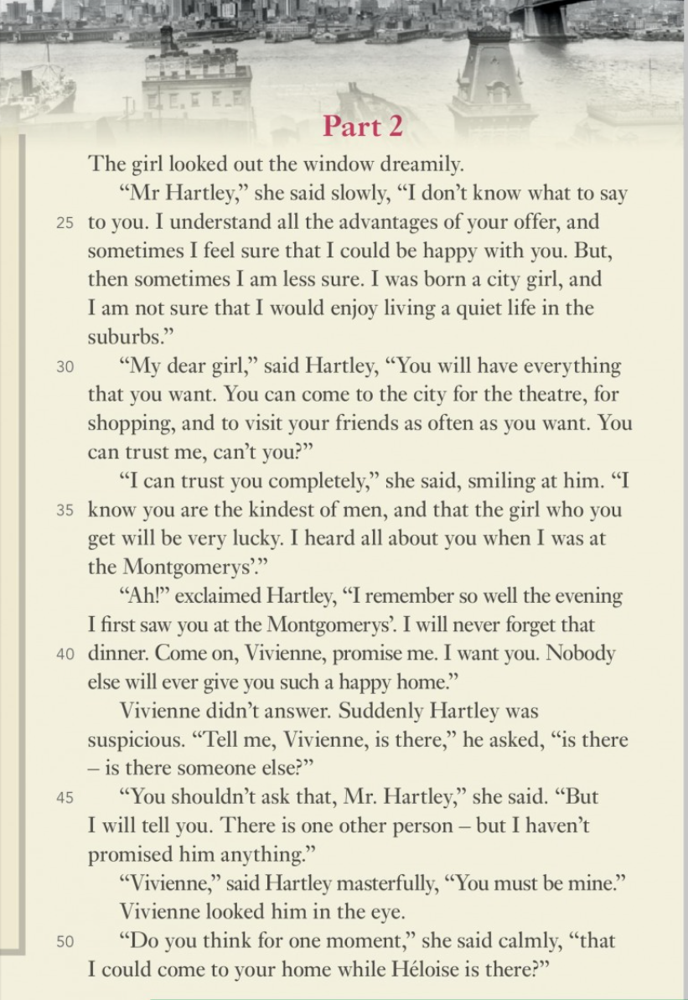 Part 2
The girl looked out the window dreamily.
“Mr Hartley,” she said slowly, “I don’t know what to say
25 to you. I understand all the advantages of your offer, and
sometimes I feel sure that I could be happy with you. But,
then sometimes I am less sure. I was born a city girl, and
I am not sure that I would enjoy living a quiet life in the
suburbs.”
30 “My dear girl,” said Hartley, “You will have everything
that you want. You can come to the city for the theatre, for
shopping, and to visit your friends as often as you want. You
can trust me, can’t you?”
“I can trust you completely,” she said, smiling at him. “I
35 know you are the kindest of men, and that the girl who you
get will be very lucky. I heard all about you when I was at
the Montgomerys’.”
“Ah!” exclaimed Hartley, “I remember so well the evening
I first saw you at the Montgomerys’. I will never forget that
40 dinner. Come on, Vivienne, promise me. I want you. Nobody
else will ever give you such a happy home.”
Vivienne didn’t answer. Suddenly Hartley was
suspicious. “Tell me, Vivienne, is there,” he asked, “is there
– is there someone else?”
45 “You shouldn’t ask that, Mr. Hartley,” she said. “But
I will tell you. There is one other person – but I haven’t
promised him anything.”
“Vivienne,” said Hartley masterfully, “You must be mine.”
Vivienne looked him in the eye.
50 “Do you think for one moment,” she said calmly, “that
I could come to your home while Héloise is there?”